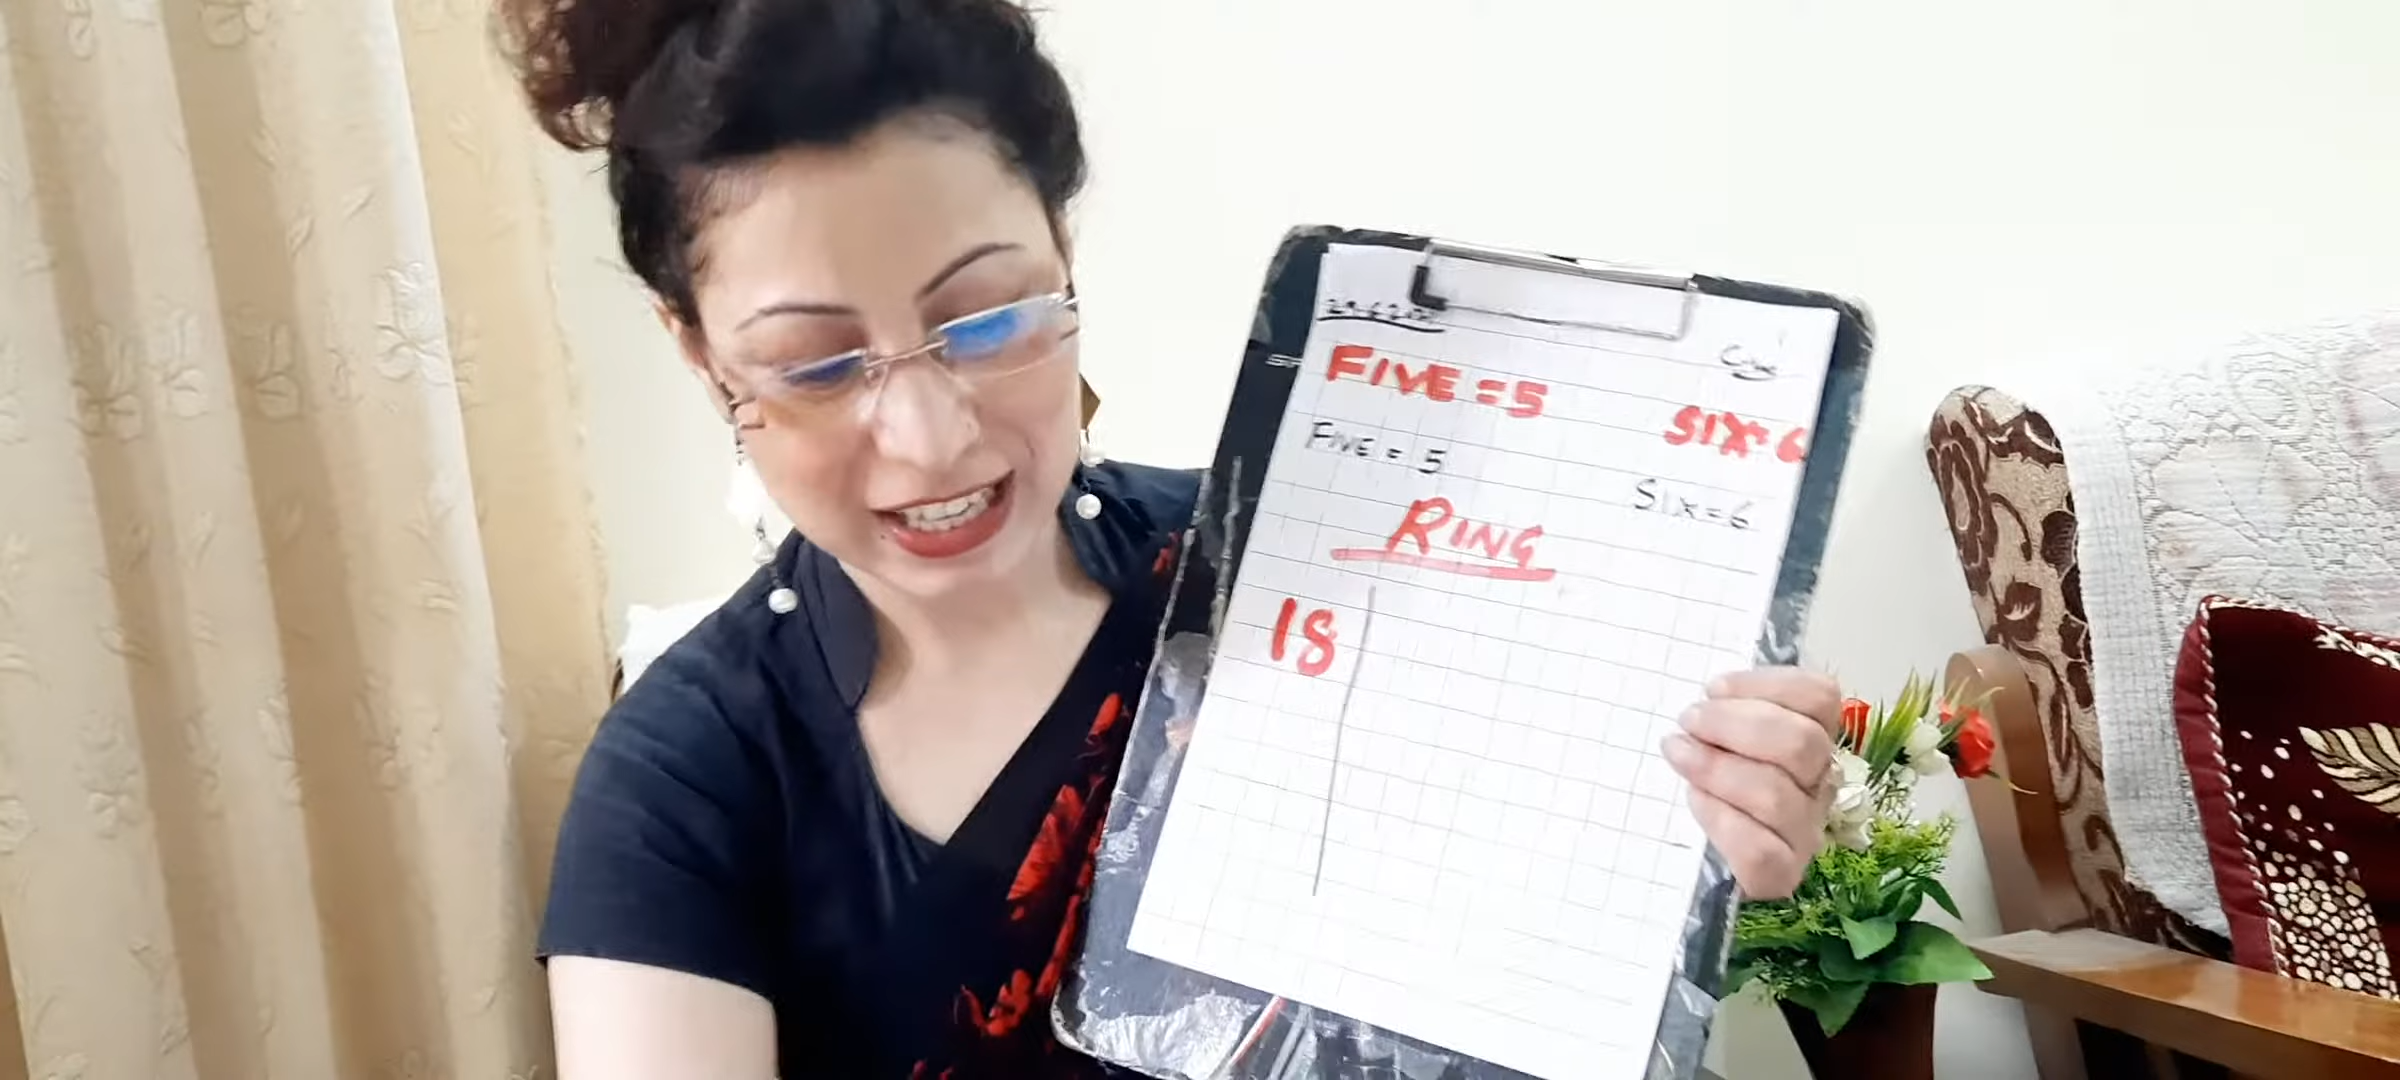 FIVE = 5
SIX = 6
FIVE = 5
SIX = 6
RING
18